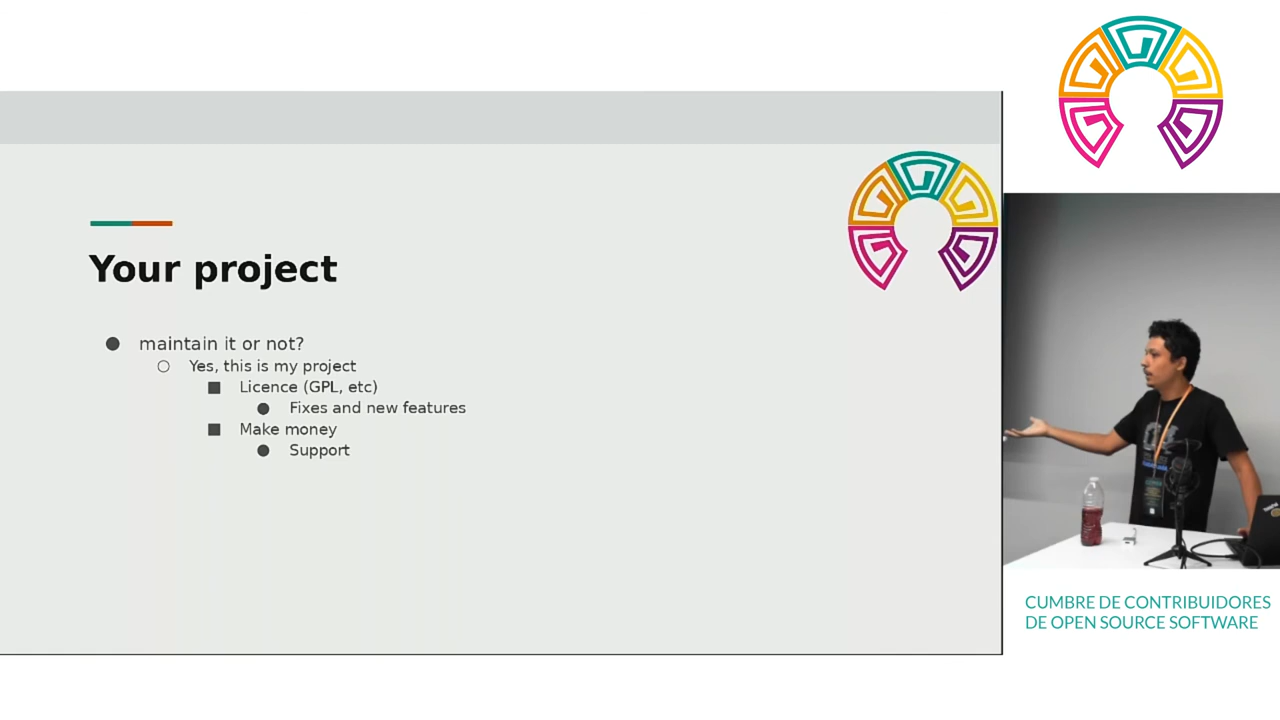 Your project
maintain it or not?
Yes, this is my project
Licence (GPL, etc)
Fixes and new features
Make money
Support
CUMBRE DE CONTRIBUIDORES
DE OPEN SOURCE SOFTWARE